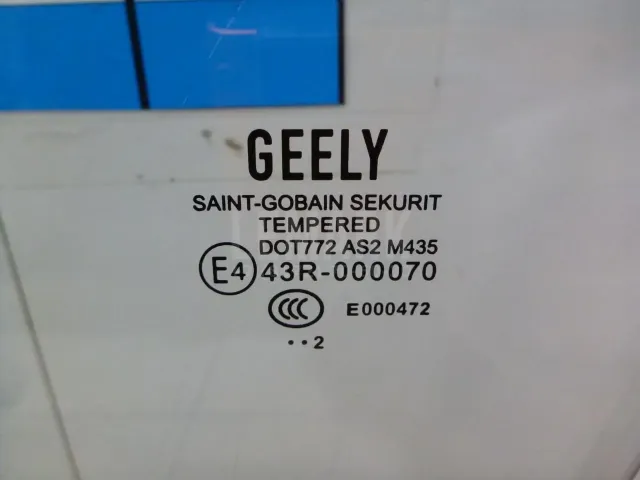 GEELY
SAINT-GOBAIN SEKURIT
TEMPERED
DOT772 AS2 M435
E4 43R-000070
CCC E000472
••2